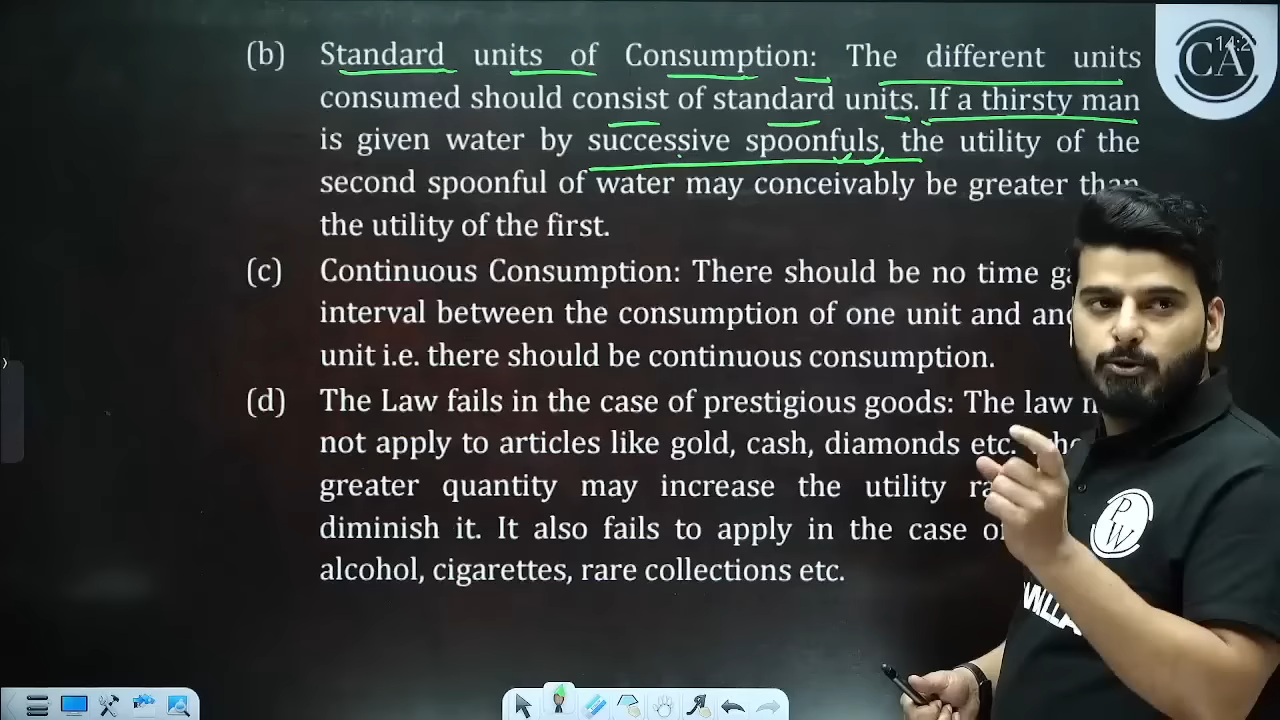 (b) Standard units of Consumption: The different units
consumed should consist of standard units. If a thirsty man
is given water by successive spoonfuls, the utility of the
second spoonful of water may conceivably be greater than
the utility of the first.
(c) Continuous Consumption: There should be no time
interval between the consumption of one unit and
unit i.e. there should be continuous consumption.
(d) The Law fails in the case of prestigious goods: The law
not apply to articles like gold, cash, diamonds etc.
greater quantity may increase the utility
diminish it. It also fails to apply in the case
alcohol, cigarettes, rare collections etc.
CA
PW